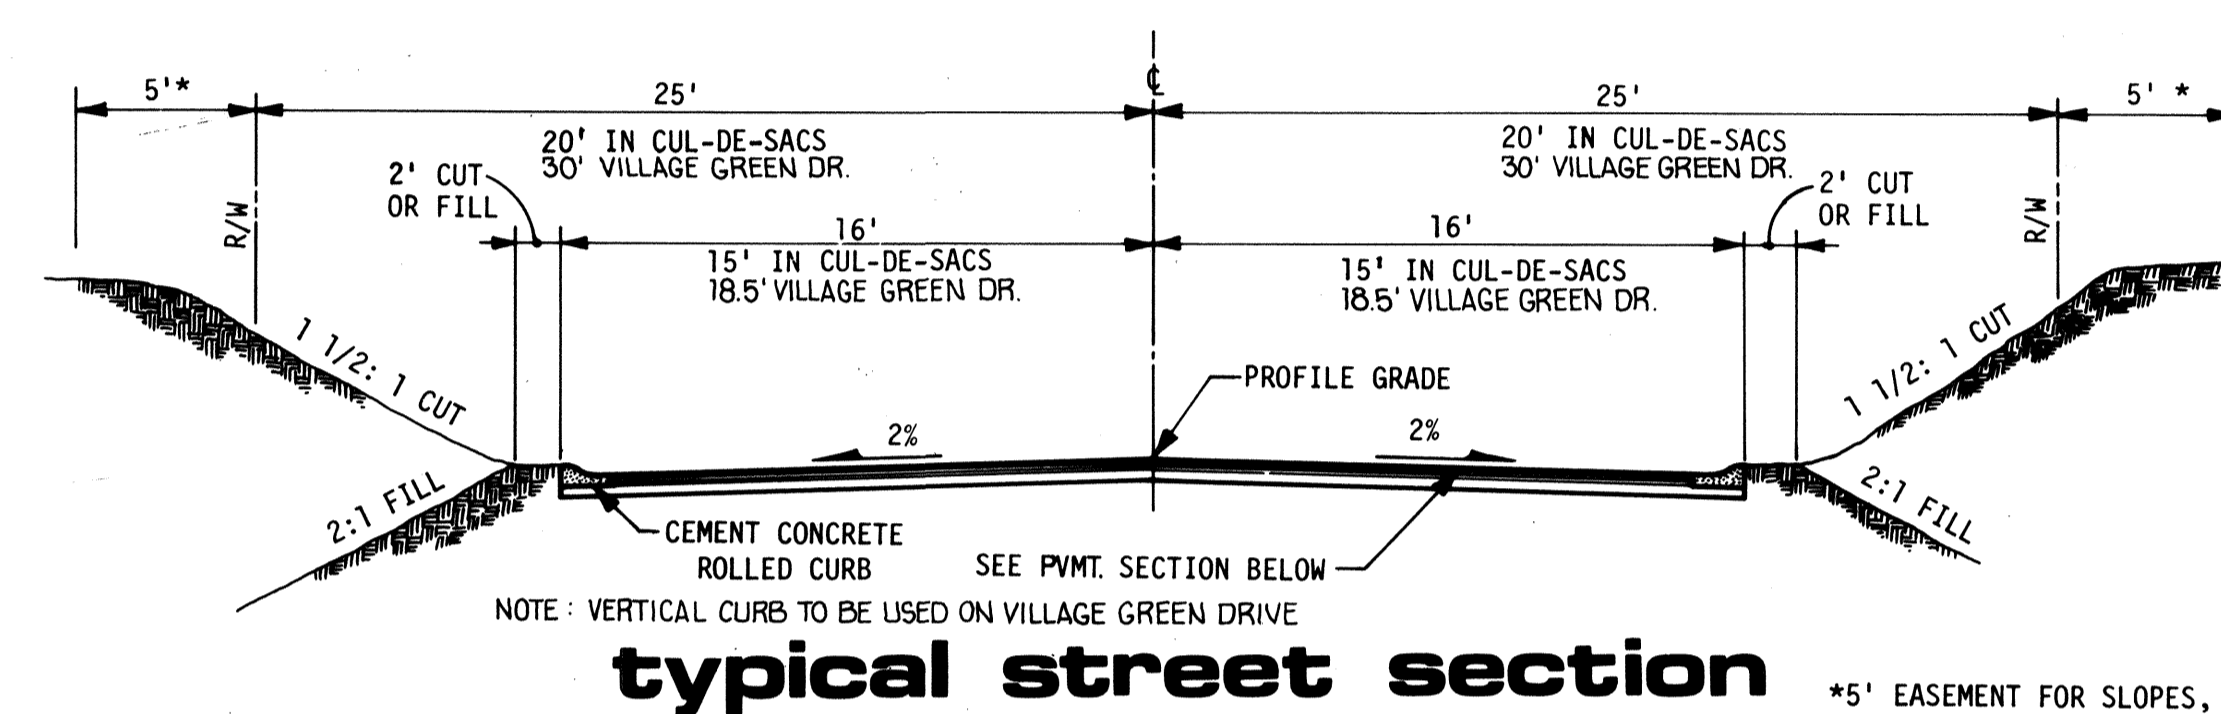 ℄
5'*
25'
25'
5' *
20' IN CUL-DE-SACS
30' VILLAGE GREEN DR.
20' IN CUL-DE-SACS
30' VILLAGE GREEN DR.
2' CUT
OR FILL
2' CUT
OR FILL
R/W
R/W
16'
15' IN CUL-DE-SACS
18.5' VILLAGE GREEN DR.
16'
15' IN CUL-DE-SACS
18.5' VILLAGE GREEN DR.
1 1/2: 1 CUT
1 1/2: 1 CUT
PROFILE GRADE
2%
2%
2:1 FILL
2:1 FILL
CEMENT CONCRETE
ROLLED CURB
SEE PVMT. SECTION BELOW
NOTE : VERTICAL CURB TO BE USED ON VILLAGE GREEN DRIVE
typical street section
*5' EASEMENT FOR SLOPES,